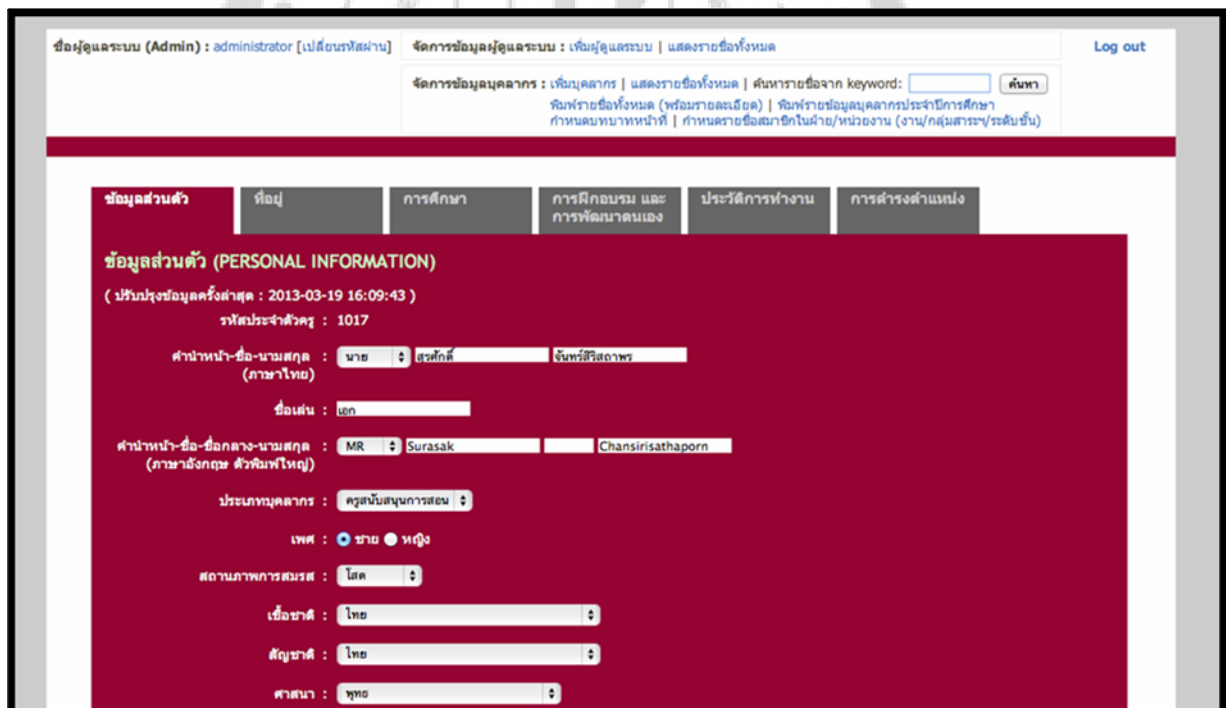 ชื่อผู้ดูแลระบบ (Admin) : administrator [เปลี่ยนรหัสผ่าน] จัดการข้อมูลผู้ดูแลระบบ : เพิ่มผู้ดูแลระบบ | แสดงรายชื่อทั้งหมด Log out
จัดการข้อมูลบุคลากร : เพิ่มบุคลากร | แสดงรายชื่อทั้งหมด | ค้นหารายชื่อจาก keyword: ค้นหา
พิมพ์รายชื่อทั้งหมด (พร้อมรายละเอียด) | พิมพ์รายข้อมูลบุคลากรประจำปีการศึกษา
กำหนดบทบาทหน้าที่ | กำหนดรายชื่อสมาชิกในฝ่าย/หน่วยงาน (งาน/กลุ่มสาระฯ/ระดับชั้น)
ข้อมูลส่วนตัว ที่อยู่ การศึกษา การฝึกอบรม และ ประวัติการทำงาน การดำรงตำแหน่ง
การพัฒนาตนเอง
ข้อมูลส่วนตัว (PERSONAL INFORMATION)
( ปรับปรุงข้อมูลครั้งล่าสุด : 2013-03-19 16:09:43 )
รหัสประจำตัวครู : 1017
คำนำหน้า-ชื่อ-นามสกุล : นาย สุรศักดิ์ จันทร์สิริสถาพร
(ภาษาไทย)
ชื่อเล่น : เอก
คำนำหน้า-ชื่อ-ชื่อกลาง-นามสกุล : MR Surasak Chansirisathaporn
(ภาษาอังกฤษ ตัวพิมพ์ใหญ่)
ประเภทบุคลากร : ครูสนับสนุนการสอน
เพศ : ชาย หญิง
สถานภาพการสมรส : โสด
เชื้อชาติ : ไทย
สัญชาติ : ไทย
ศาสนา : พุทธ